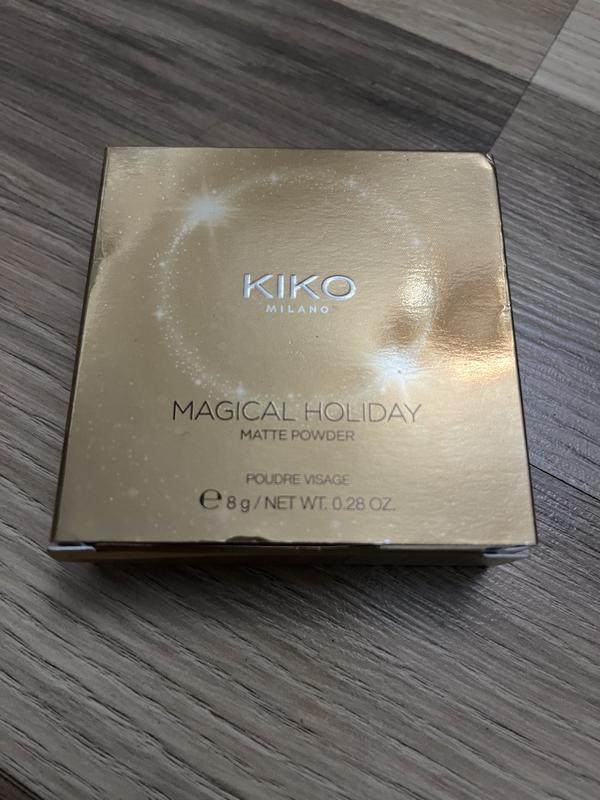 KIKO
MILANO
MAGICAL HOLIDAY
MATTE POWDER
POUDRE VISAGE
℮ 8 g / NET WT. 0.28 OZ.